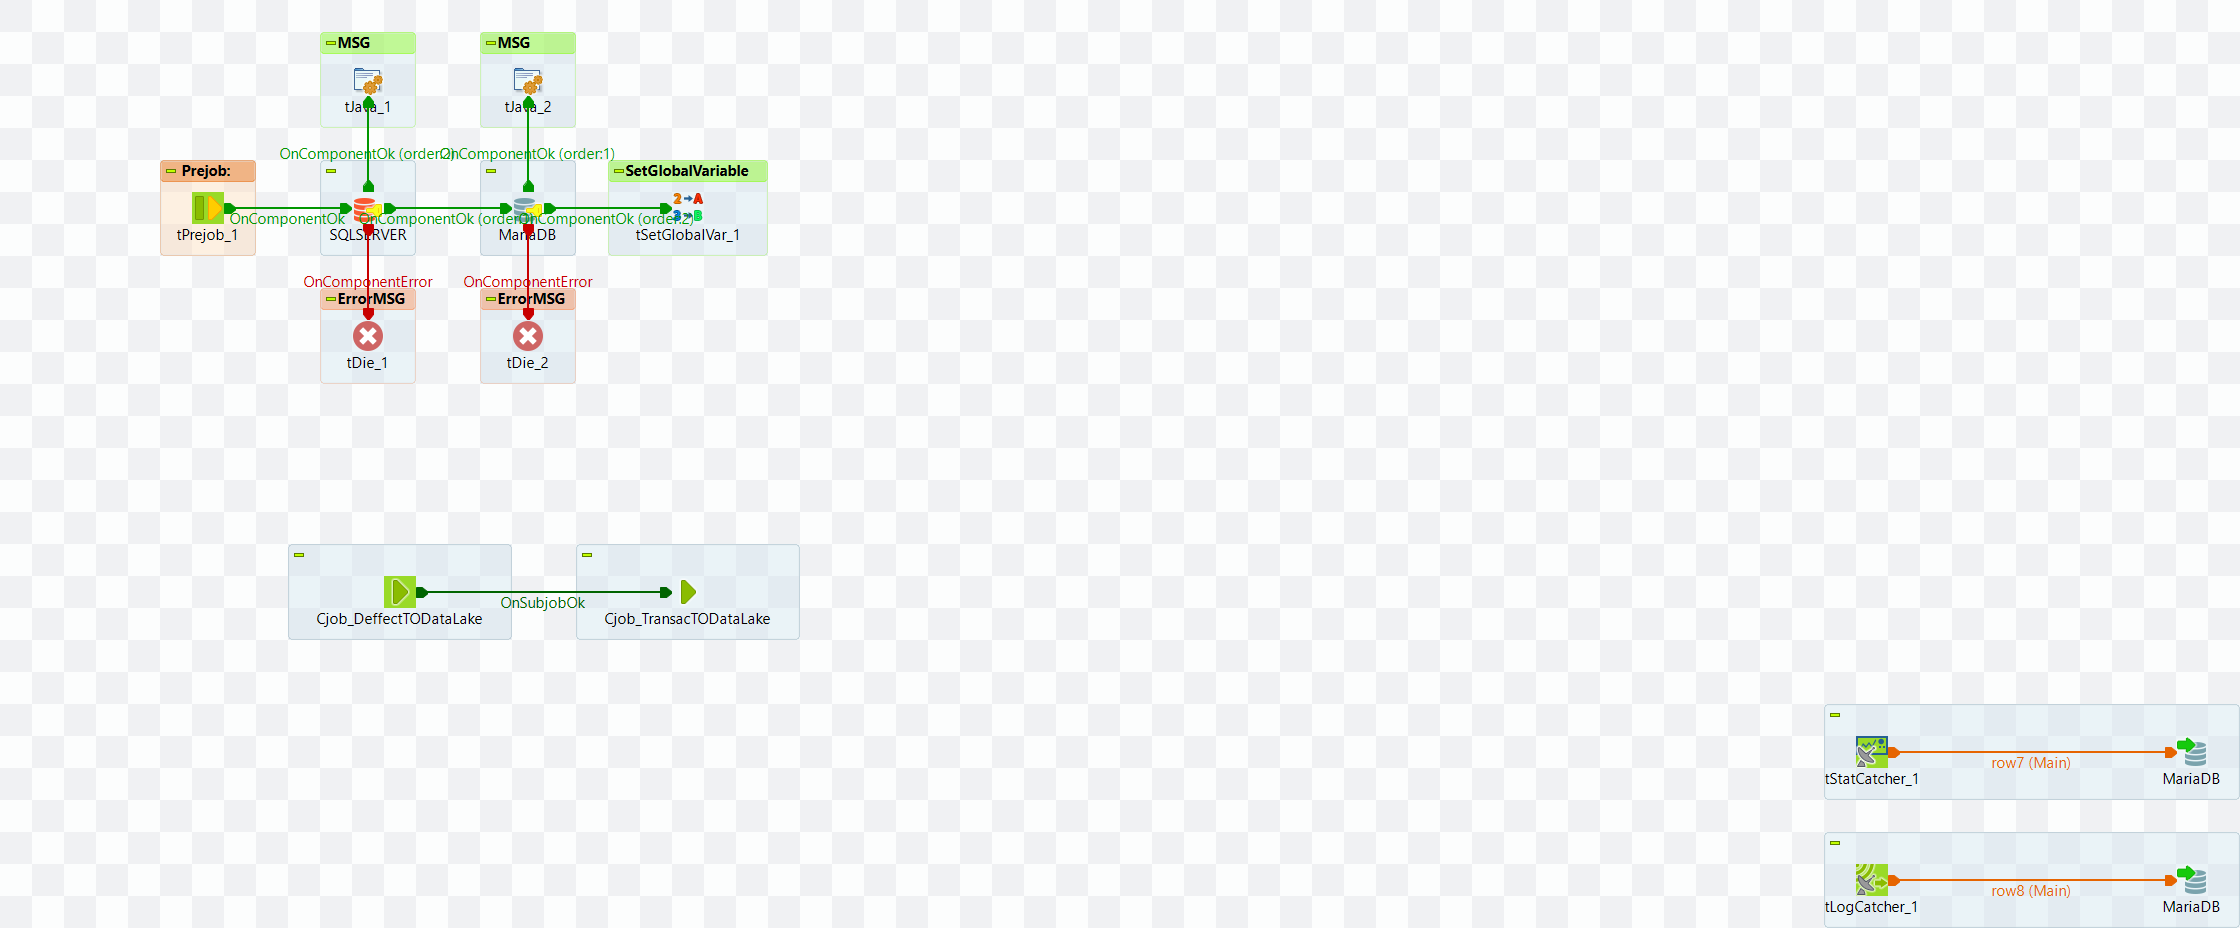 MSG
MSG
tJava_1
tJava_2
OnComponentOk (order:2)
OnComponentOk (order:1)
Prejob:
SetGlobalVariable
OnComponentOk
OnComponentOk (order
OnComponentOk (order:2)
tPrejob_1
SQLSERVER
MariaDB
tSetGlobalVar_1
OnComponentError
OnComponentError
ErrorMSG
ErrorMSG
tDie_1
tDie_2
OnSubjobOk
Cjob_DeffectTODataLake
Cjob_TransacTODataLake
row7 (Main)
tStatCatcher_1
MariaDB
row8 (Main)
tLogCatcher_1
MariaDB